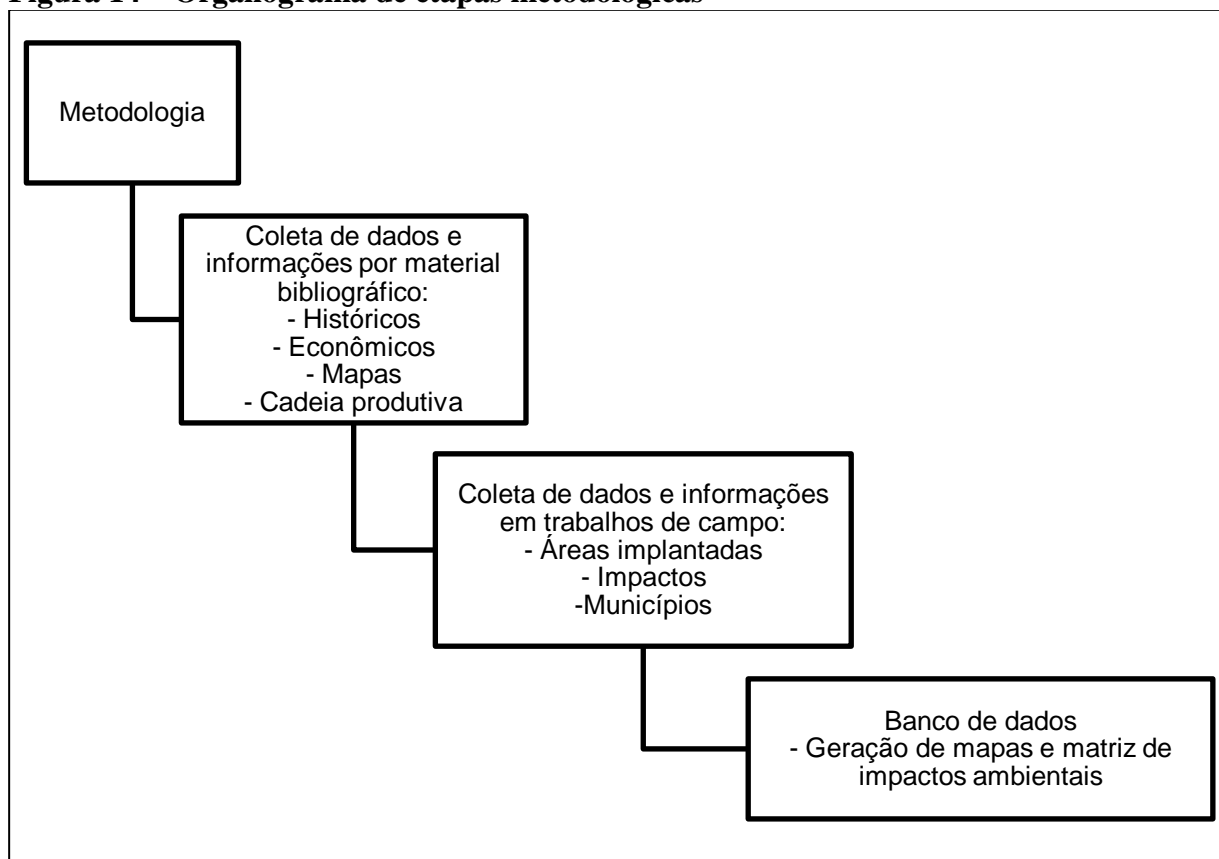 Figura 14 – Organograma de etapas metodológicas
Metodologia
Coleta de dados e
informações por material
bibliográfico:
- Históricos
- Econômicos
- Mapas
- Cadeia produtiva
Coleta de dados e informações
em trabalhos de campo:
- Áreas implantadas
- Impactos
-Municípios
Banco de dados
- Geração de mapas e matriz de
impactos ambientais